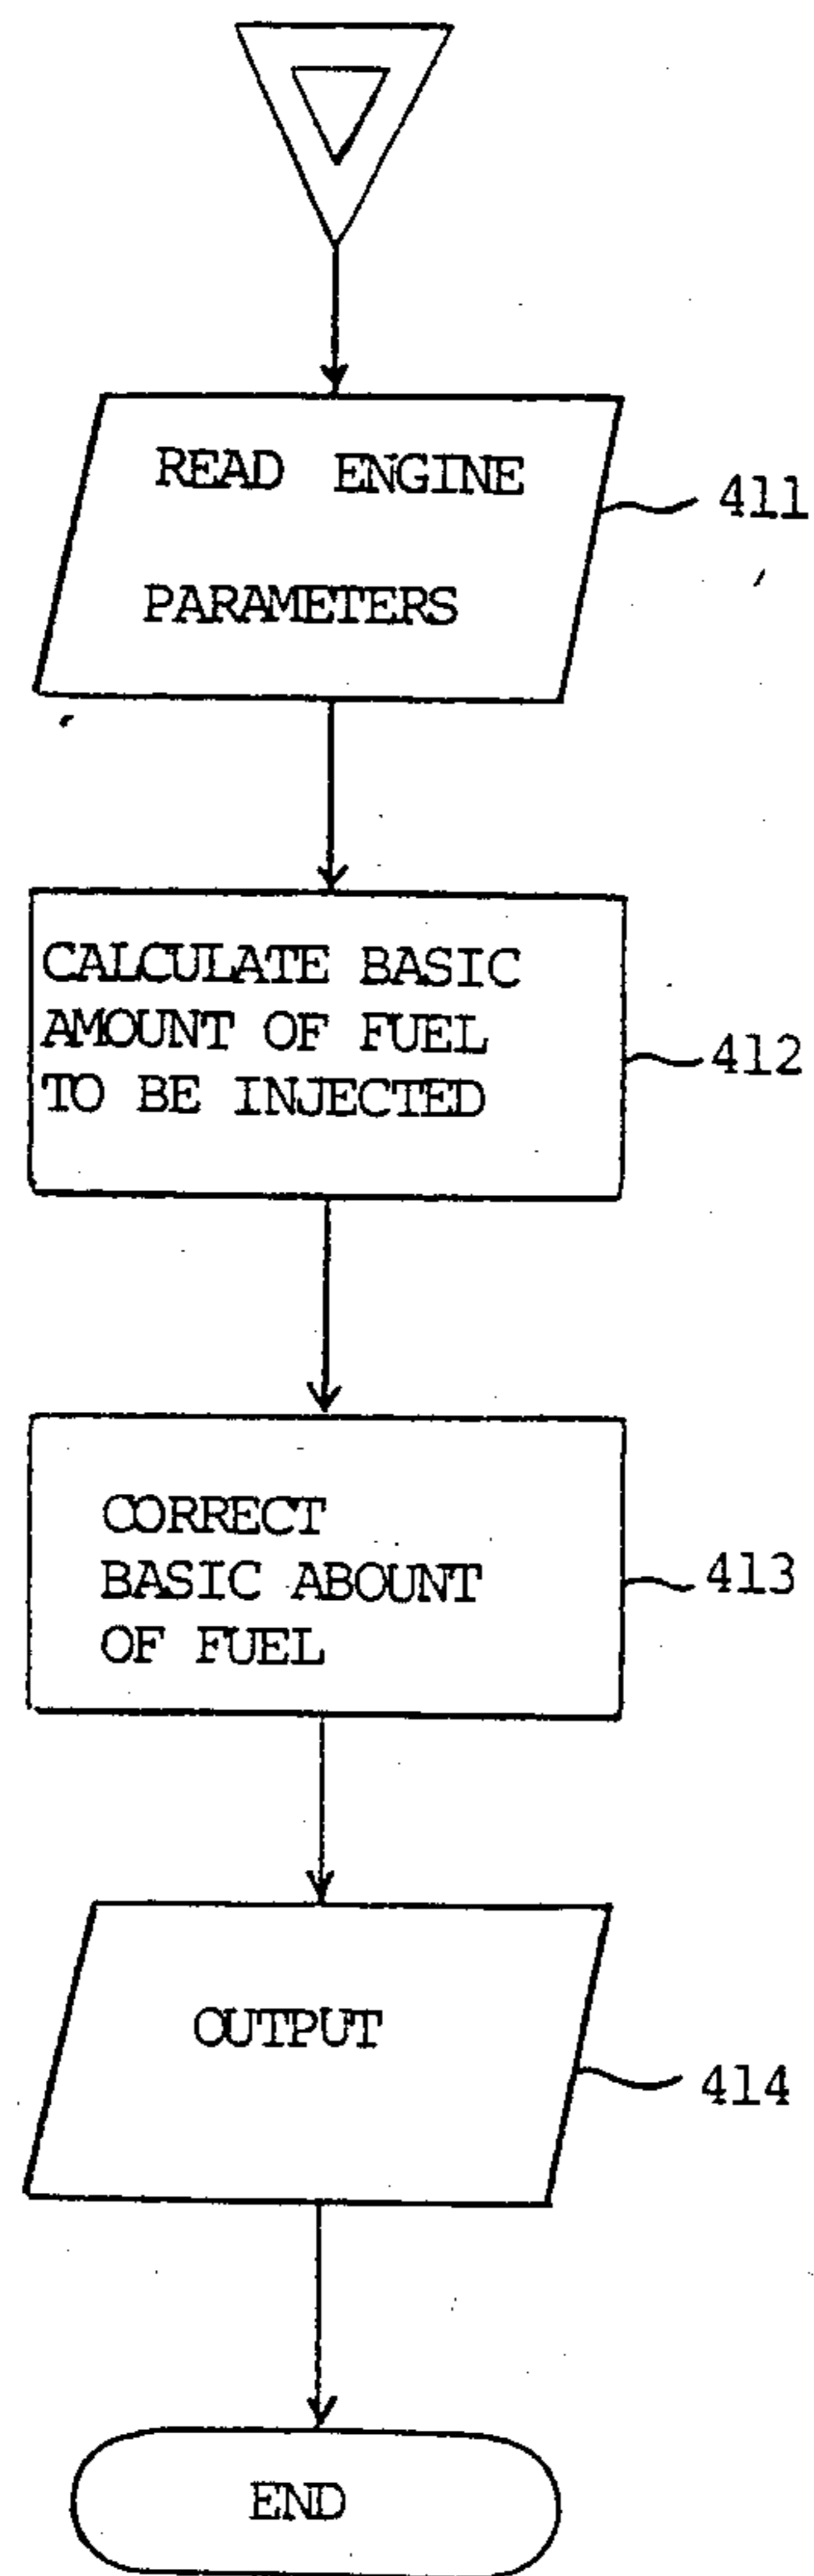 READ ENGINE
411
PARAMETERS
CALCULATE BASIC
AMOUNT OF FUEL
412
TO BE INJECTED
CORRECT
BASIC ABOUNT
413
OF FUEL
OUTPUT
414
END